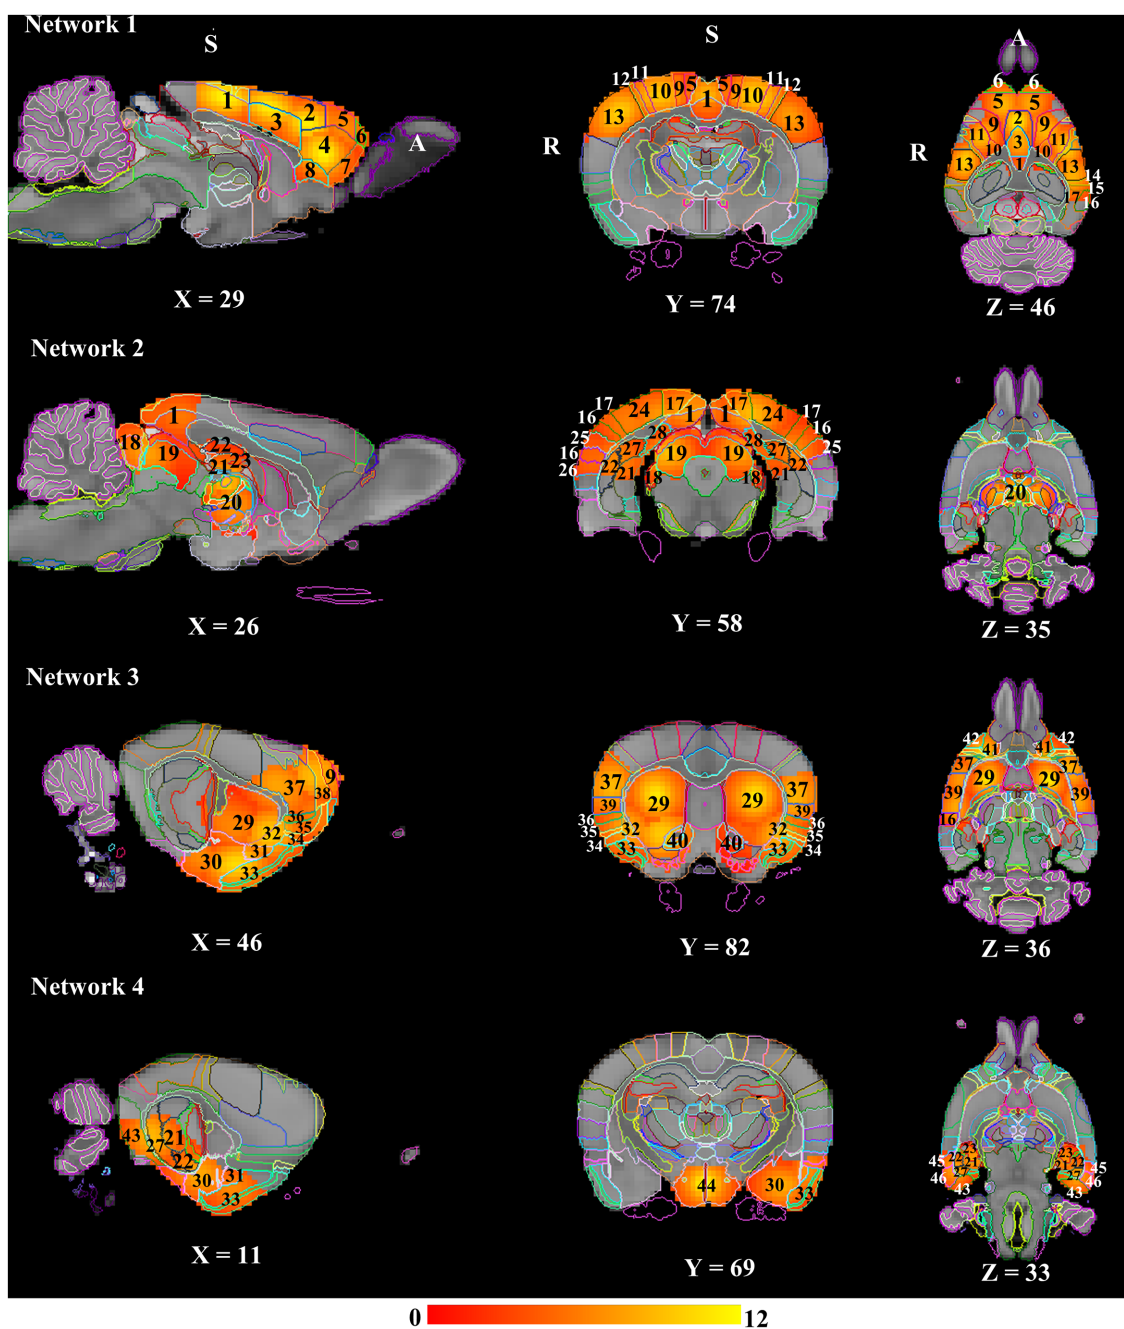 Network 1
S S A
12 11 10 9 5 1 5 9 10 11 12
13 13
R
1 2 3 5 4 6 7 8
A
R
6 6
5 5
2
9 9
3
11 11
10 10
13 1 13
14
15
17 16
X = 29
Y = 74
Z = 46
Network 2
1
18 19
22
21 23
20
17 16 25 16 26
24 17 1 1 17 24
17 16 25
28 28
27 27
22 22
21 21
19 19
18 18
20
X = 26
Y = 58
Z = 35
Network 3
37 9
38
29 36
32 35
34
30 31
33
37 37
29 29
39 39
36 36
35 35
34 34
32 32
33 33
40 40
42 42
41 41
37 37
29 29
39 39
16
X = 46
Y = 82
Z = 36
Network 4
43 27 21
22
30 31
33
44 30 33
23 23
22 21 21 22
45 27 27 45
46 46
43 43
X = 11
Y = 69
Z = 33
0 12